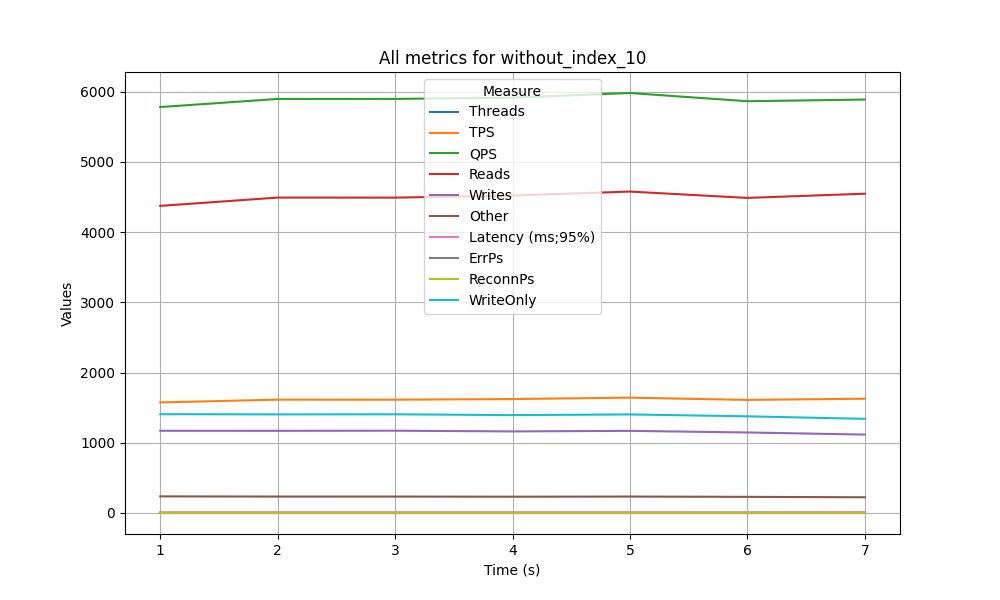 All metrics for without_index_10
Measure
Threads
TPS
QPS
Reads
Writes
Other
Latency (ms;95%)
ErrPs
ReconnPs
WriteOnly
Values
6000
5000
4000
3000
2000
1000
0
1 2 3 4 5 6 7
Time (s)